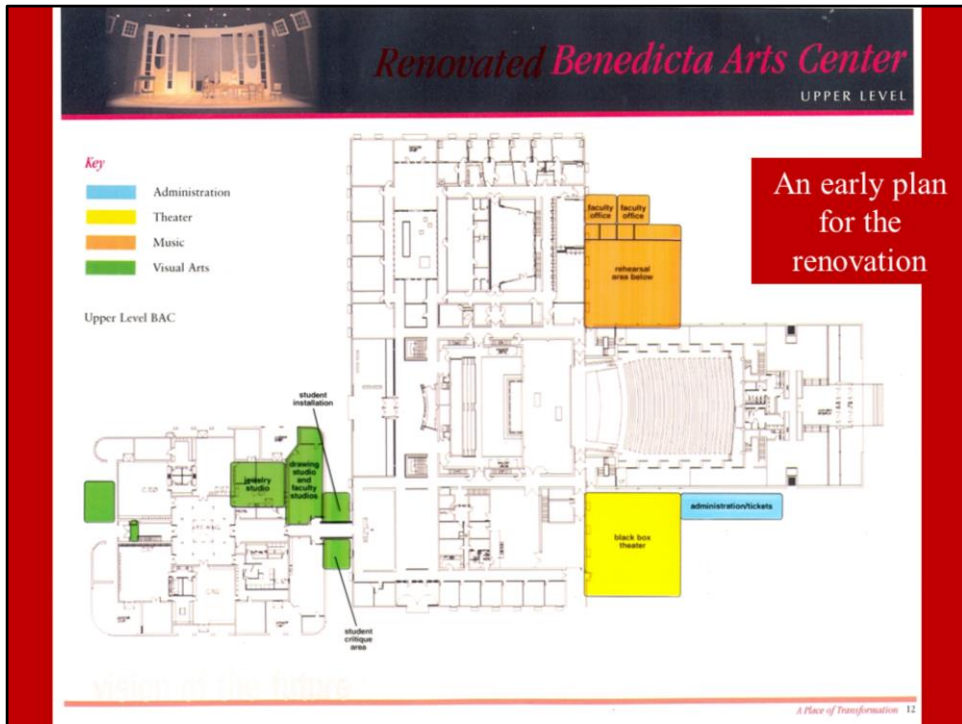 Renovated Benedicta Arts Center
UPPER LEVEL
Key
Administration
Theater
Music
Visual Arts
Upper Level BAC
An early plan
for the
renovation
faculty
office
faculty
office
rehearsal
area below
student
installation
jewelry
studio
drawing
studio
and
faculty
studios
administration/tickets
black box
theater
student
critique
area
vision of the future
A Place of Transformation 12